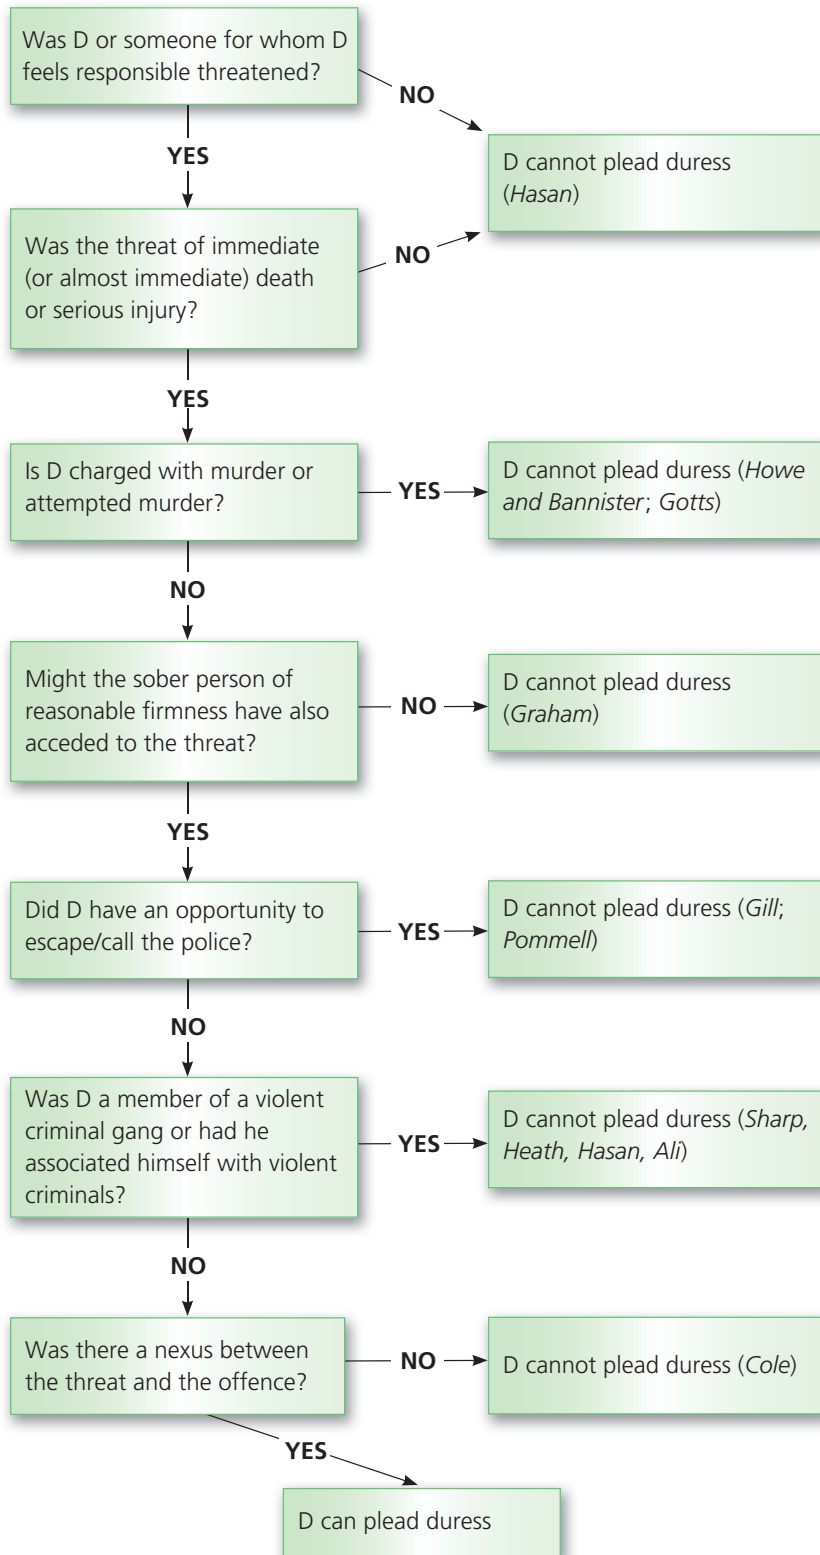 Was D or someone for whom D
feels responsible threatened?
NO
YES
D cannot plead duress
(Hasan)
Was the threat of immediate
(or almost immediate) death
or serious injury?
NO
YES
Is D charged with murder or
attempted murder?
YES
D cannot plead duress (Howe
and Bannister; Gotts)
NO
Might the sober person of
reasonable firmness have also
acceded to the threat?
NO
D cannot plead duress
(Graham)
YES
Did D have an opportunity to
escape/call the police?
YES
D cannot plead duress (Gill;
Pommell)
NO
Was D a member of a violent
criminal gang or had he
associated himself with violent
criminals?
YES
D cannot plead duress (Sharp,
Heath, Hasan, Ali)
NO
Was there a nexus between
the threat and the offence?
NO
D cannot plead duress (Cole)
YES
D can plead duress